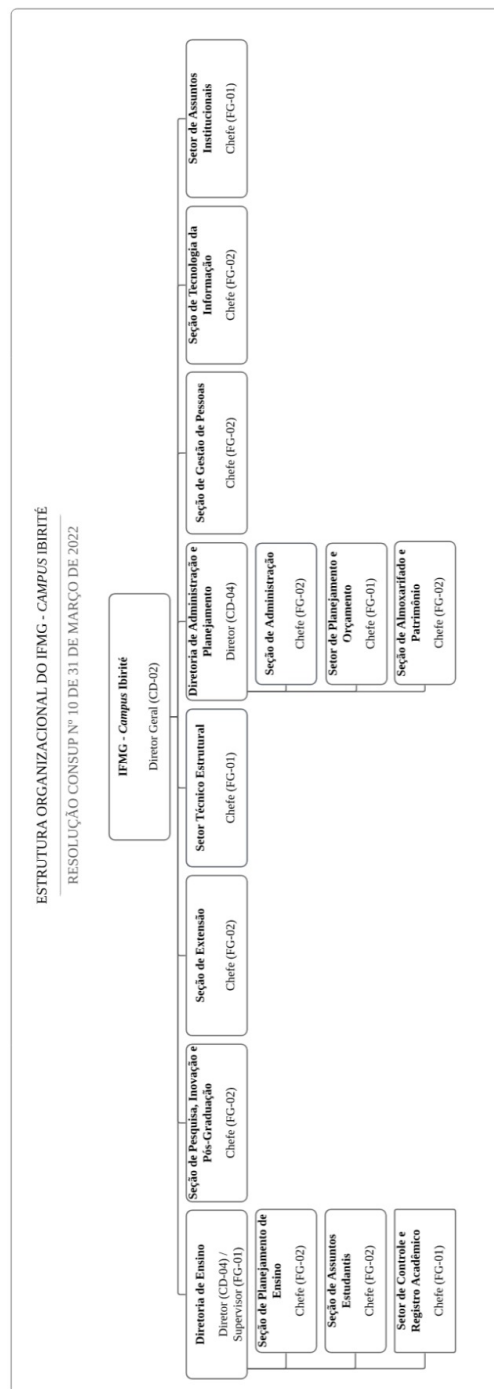 ESTRUTURA ORGANIZACIONAL DO IFMG - CAMPUS IBIRITÉ
RESOLUÇÃO CONSUP Nº 10 DE 31 DE MARÇO DE 2022
IFMG - Campus Ibirité
Diretor Geral (CD-02)
Diretoria de Ensino
Diretor (CD-04) /
Supervisor (FG-01)
Seção de Pesquisa, Inovação e
Pós-Graduação
Chefe (FG-02)
Seção de Extensão
Chefe (FG-02)
Setor Técnico Estrutural
Chefe (FG-01)
Diretoria de Administração e
Planejamento
Diretor (CD-04)
Seção de Gestão de Pessoas
Chefe (FG-02)
Seção de Tecnologia da
Informação
Chefe (FG-02)
Setor de Assuntos
Institucionais
Chefe (FG-01)
Seção de Planejamento de
Ensino
Chefe (FG-02)
Seção de Assuntos
Estudantis
Chefe (FG-02)
Setor de Controle e
Registro Acadêmico
Chefe (FG-01)
Seção de Administração
Chefe (FG-02)
Setor de Planejamento e
Orçamento
Chefe (FG-01)
Seção de Almoxarifado e
Patrimônio
Chefe (FG-02)